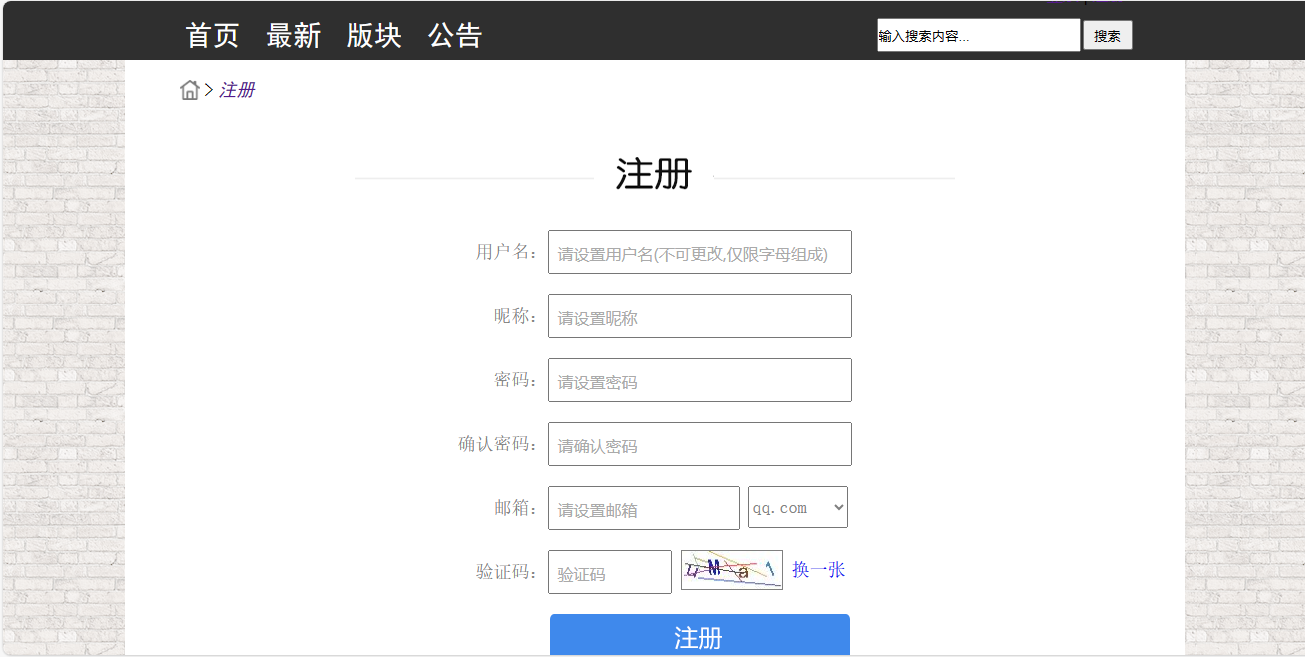 首页 最新 版块 公告 输入搜索内容... 搜索
注册
注册
用户名： 请设置用户名(不可更改,仅限字母组成)
昵称： 请设置昵称
密码： 请设置密码
确认密码： 请确认密码
邮箱： 请设置邮箱 qq.com
验证码： 验证码 换一张
注册